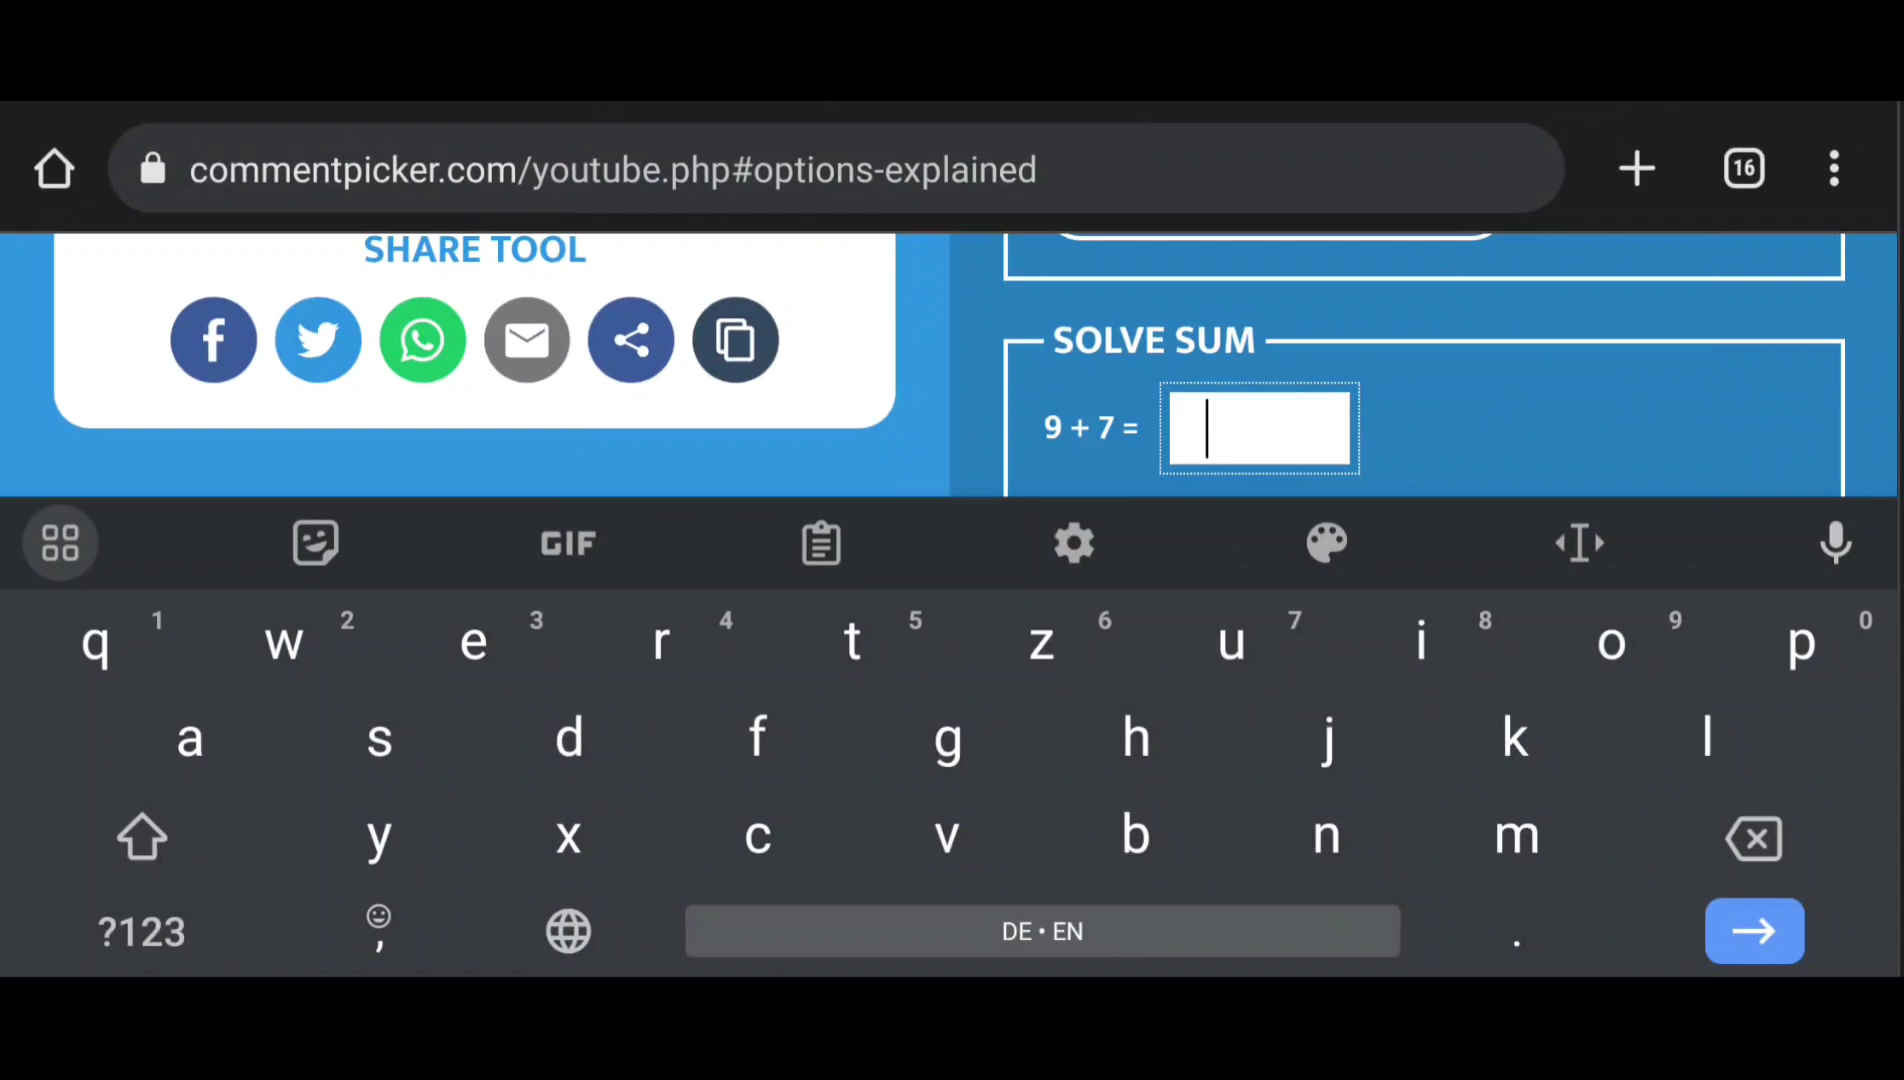 commentpicker.com/youtube.php#options-explained
16
SHARE TOOL
SOLVE SUM
9 + 7 =
GIF
q 1 w 2 e 3 r 4 t 5 z 6 u 7 i 8 o 9 p 0
a s d f g h j k l
y x c v b n m
?123 , DE • EN .